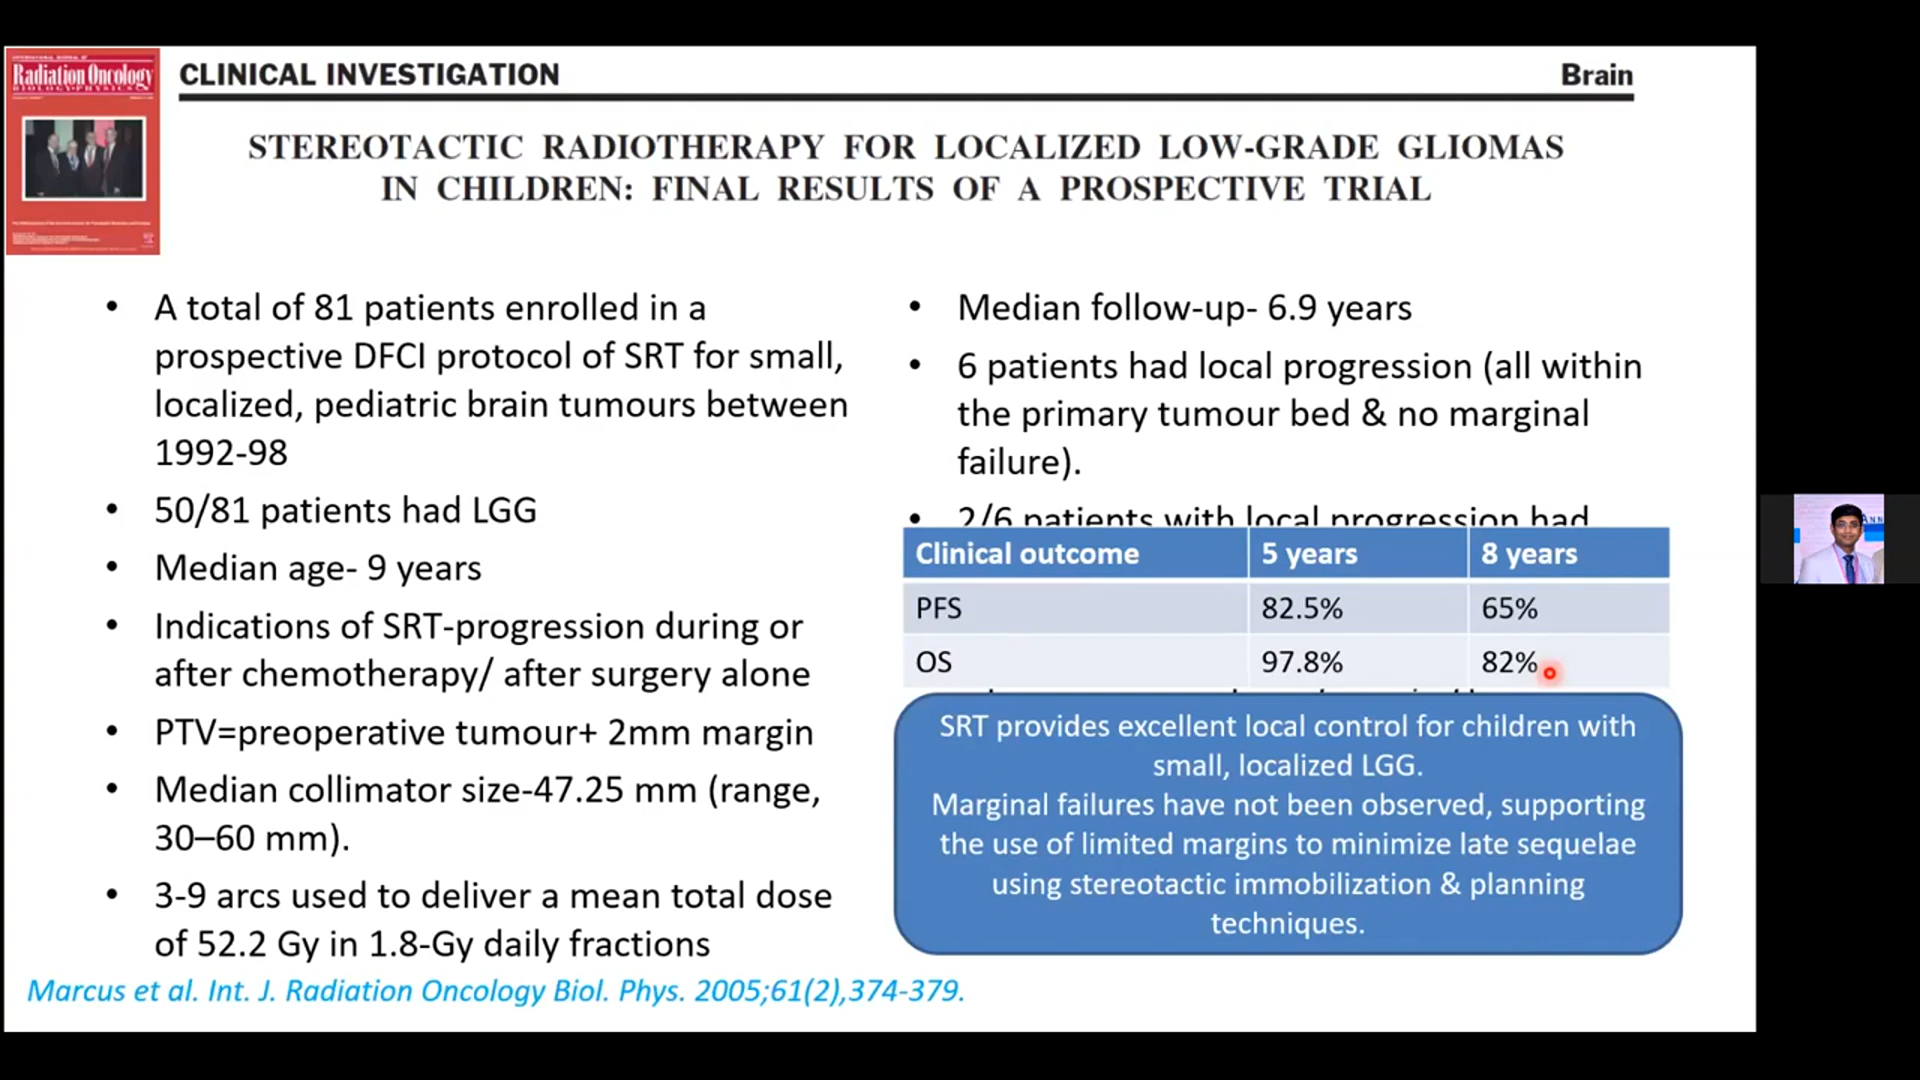 Radiation Oncology
BIOLOGY • PHYSICS
CLINICAL INVESTIGATION
Brain
STEREOTACTIC RADIOTHERAPY FOR LOCALIZED LOW-GRADE GLIOMAS
IN CHILDREN: FINAL RESULTS OF A PROSPECTIVE TRIAL
• A total of 81 patients enrolled in a
prospective DFCI protocol of SRT for small,
localized, pediatric brain tumours between
1992-98
• 50/81 patients had LGG
• Median age- 9 years
• Indications of SRT-progression during or
after chemotherapy/ after surgery alone
• PTV=preoperative tumour+ 2mm margin
• Median collimator size-47.25 mm (range,
30–60 mm).
• 3-9 arcs used to deliver a mean total dose
of 52.2 Gy in 1.8-Gy daily fractions
• Median follow-up- 6.9 years
• 6 patients had local progression (all within
the primary tumour bed & no marginal
failure).
• 2/6 patients with local progression had
Clinical outcome 5 years 8 years
PFS 82.5% 65%
OS 97.8% 82%
SRT provides excellent local control for children with
small, localized LGG.
Marginal failures have not been observed, supporting
the use of limited margins to minimize late sequelae
using stereotactic immobilization & planning
techniques.
Marcus et al. Int. J. Radiation Oncology Biol. Phys. 2005;61(2),374-379.